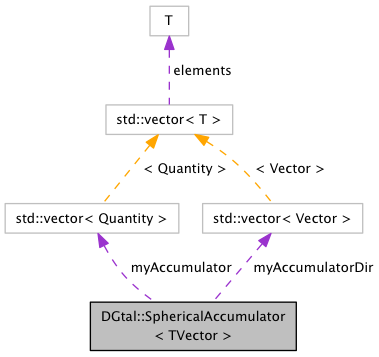 T
elements
std::vector< T >
< Quantity >
< Vector >
std::vector< Quantity >
std::vector< Vector >
myAccumulator
myAccumulatorDir
DGtal::SphericalAccumulator
< TVector >